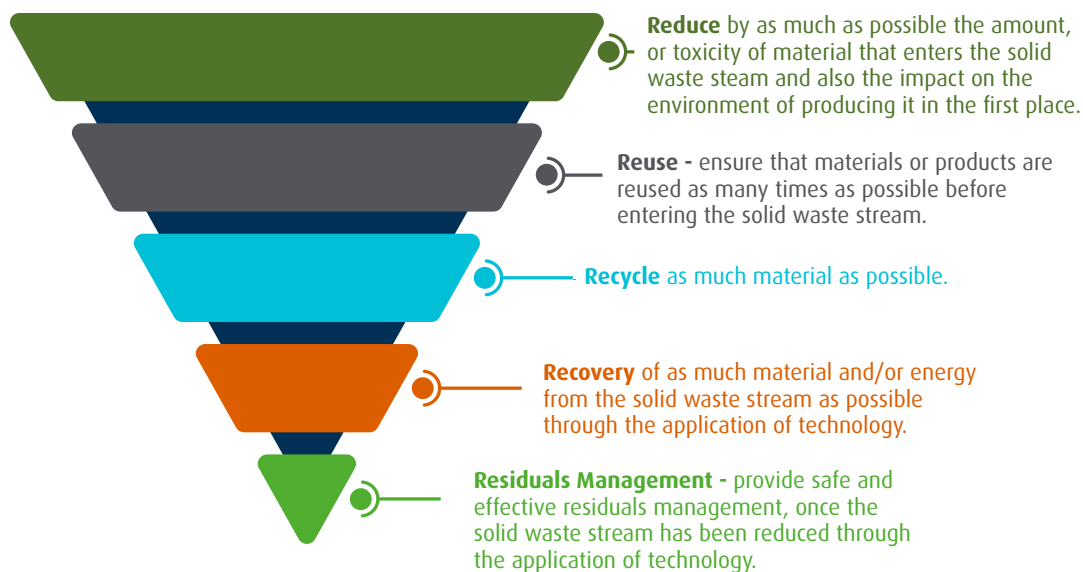 Reduce by as much as possible the amount,
or toxicity of material that enters the solid
waste steam and also the impact on the
environment of producing it in the first place.
Reuse - ensure that materials or products are
reused as many times as possible before
entering the solid waste stream.
Recycle as much material as possible.
Recovery of as much material and/or energy
from the solid waste stream as possible
through the application of technology.
Residuals Management - provide safe and
effective residuals management, once the
solid waste stream has been reduced through
the application of technology.